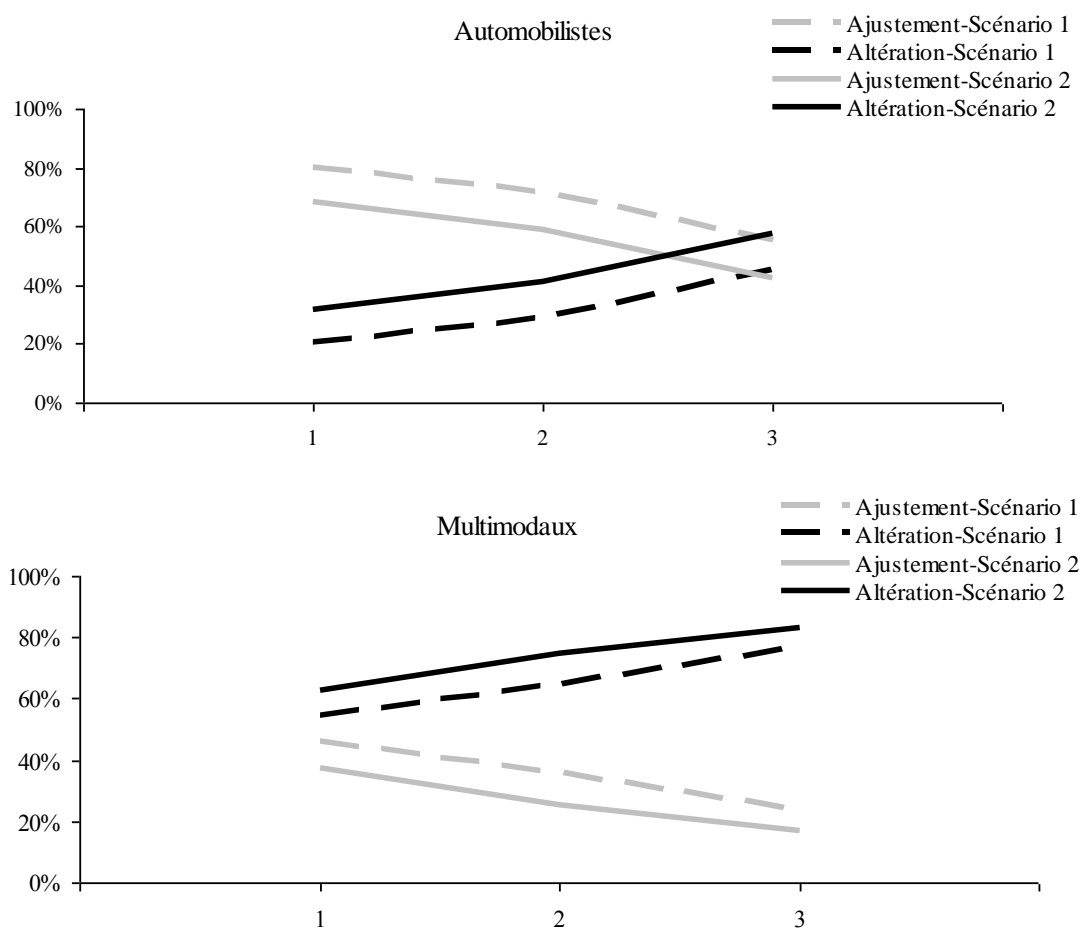 Automobilistes
Ajustement-Scénario 1
Altération-Scénario 1
Ajustement-Scénario 2
Altération-Scénario 2
100%
80%
60%
40%
20%
0%
1 2 3
Multimodaux
Ajustement-Scénario 1
Altération-Scénario 1
Ajustement-Scénario 2
Altération-Scénario 2
100%
80%
60%
40%
20%
0%
1 2 3